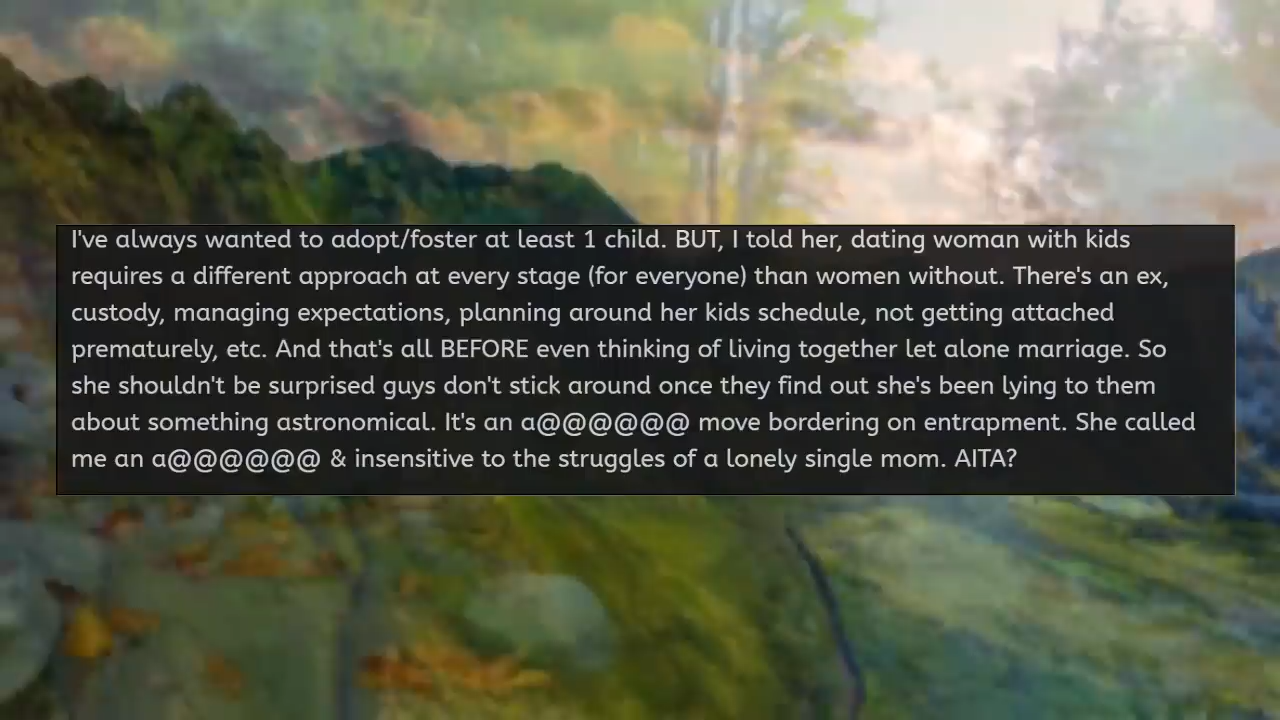 I've always wanted to adopt/foster at least 1 child. BUT, I told her, dating woman with kids
requires a different approach at every stage (for everyone) than women without. There's an ex,
custody, managing expectations, planning around her kids schedule, not getting attached
prematurely, etc. And that's all BEFORE even thinking of living together let alone marriage. So
she shouldn't be surprised guys don't stick around once they find out she's been lying to them
about something astronomical. It's an a@@@@@@ move bordering on entrapment. She called
me an a@@@@@@ & insensitive to the struggles of a lonely single mom. AITA?